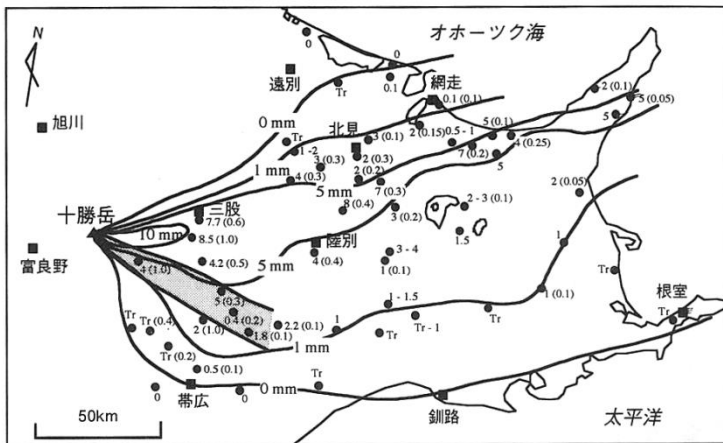 オホーツク海
0
0
N
遠別
Tr
0.1
網走
2 (0.1)
0.1 (0.1)
5 (0.05)
旭川
0 mm
北見
2 (0.15)
0.5 - 1
5 (0.1)
5
Tr
3 (0.1)
4 (0.25)
1 - 2
3 (0.3)
2 (0.3)
7 (0.2)
1 mm
4 (0.3)
2 (0.2)
5
5 mm
7 (0.3)
2 (0.05)
十勝岳
三股
8 (0.4)
2 - 3 (0.1)
7.7 (0.6)
3 (0.2)
10 mm
8.5 (1.0)
陸別
1.5
富良野
4 (1.0)
4.2 (0.5)
5 mm
4 (0.4)
3 - 4
1
1 (0.1)
Tr
5 (0.3)
1 - 1.5
1 (0.1)
根室
Tr
Tr (0.4)
2 (1.0)
0.4 (0.2)
2.2 (0.1)
1
Tr - 1
Tr
Tr
1.8 (0.1)
Tr
Tr (0.2)
1 mm
0.5 (0.1)
0
帯広
0
0 mm
Tr
釧路
太平洋
50km